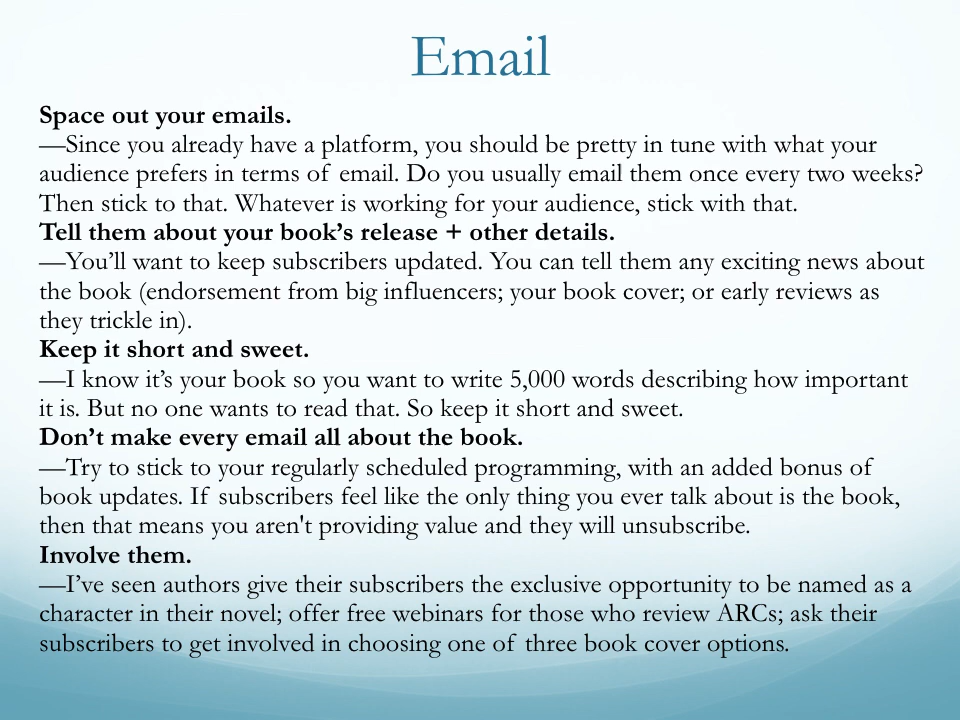 Email
Space out your emails.
—Since you already have a platform, you should be pretty in tune with what your
audience prefers in terms of email. Do you usually email them once every two weeks?
Then stick to that. Whatever is working for your audience, stick with that.
Tell them about your book’s release + other details.
—You’ll want to keep subscribers updated. You can tell them any exciting news about
the book (endorsement from big influencers; your book cover; or early reviews as
they trickle in).
Keep it short and sweet.
—I know it’s your book so you want to write 5,000 words describing how important
it is. But no one wants to read that. So keep it short and sweet.
Don’t make every email all about the book.
—Try to stick to your regularly scheduled programming, with an added bonus of
book updates. If subscribers feel like the only thing you ever talk about is the book,
then that means you aren't providing value and they will unsubscribe.
Involve them.
—I’ve seen authors give their subscribers the exclusive opportunity to be named as a
character in their novel; offer free webinars for those who review ARCs; ask their
subscribers to get involved in choosing one of three book cover options.